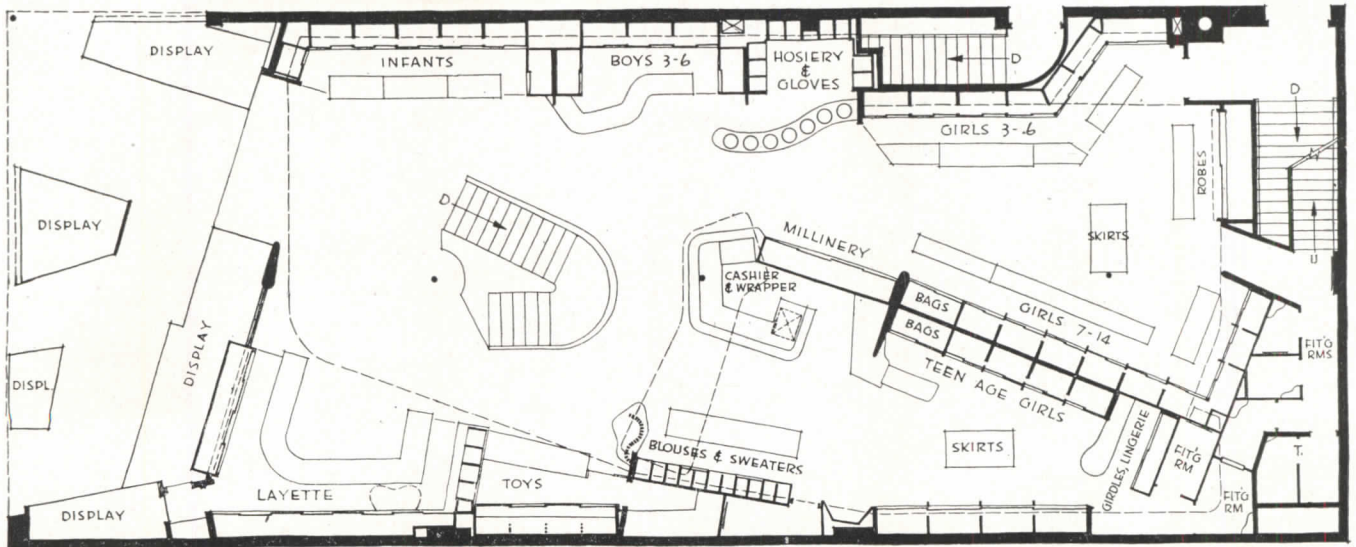 DISPLAY
INFANTS
BOYS 3-6
HOSIERY
&
GLOVES
D
GIRLS 3-6
D
ROBES
DISPLAY
D
MILLINERY
SKIRTS
U
CASHIER
& WRAPPER
BAGS
BAGS
GIRLS 7-14
TEEN AGE GIRLS
FIT'G
RMS
DISPLAY
DISPL.
BLOUSES & SWEATERS
SKIRTS
GIRDLES, LINGERIE
FIT'G
RM
T.
LAYETTE
TOYS
FIT'G
RM
DISPLAY